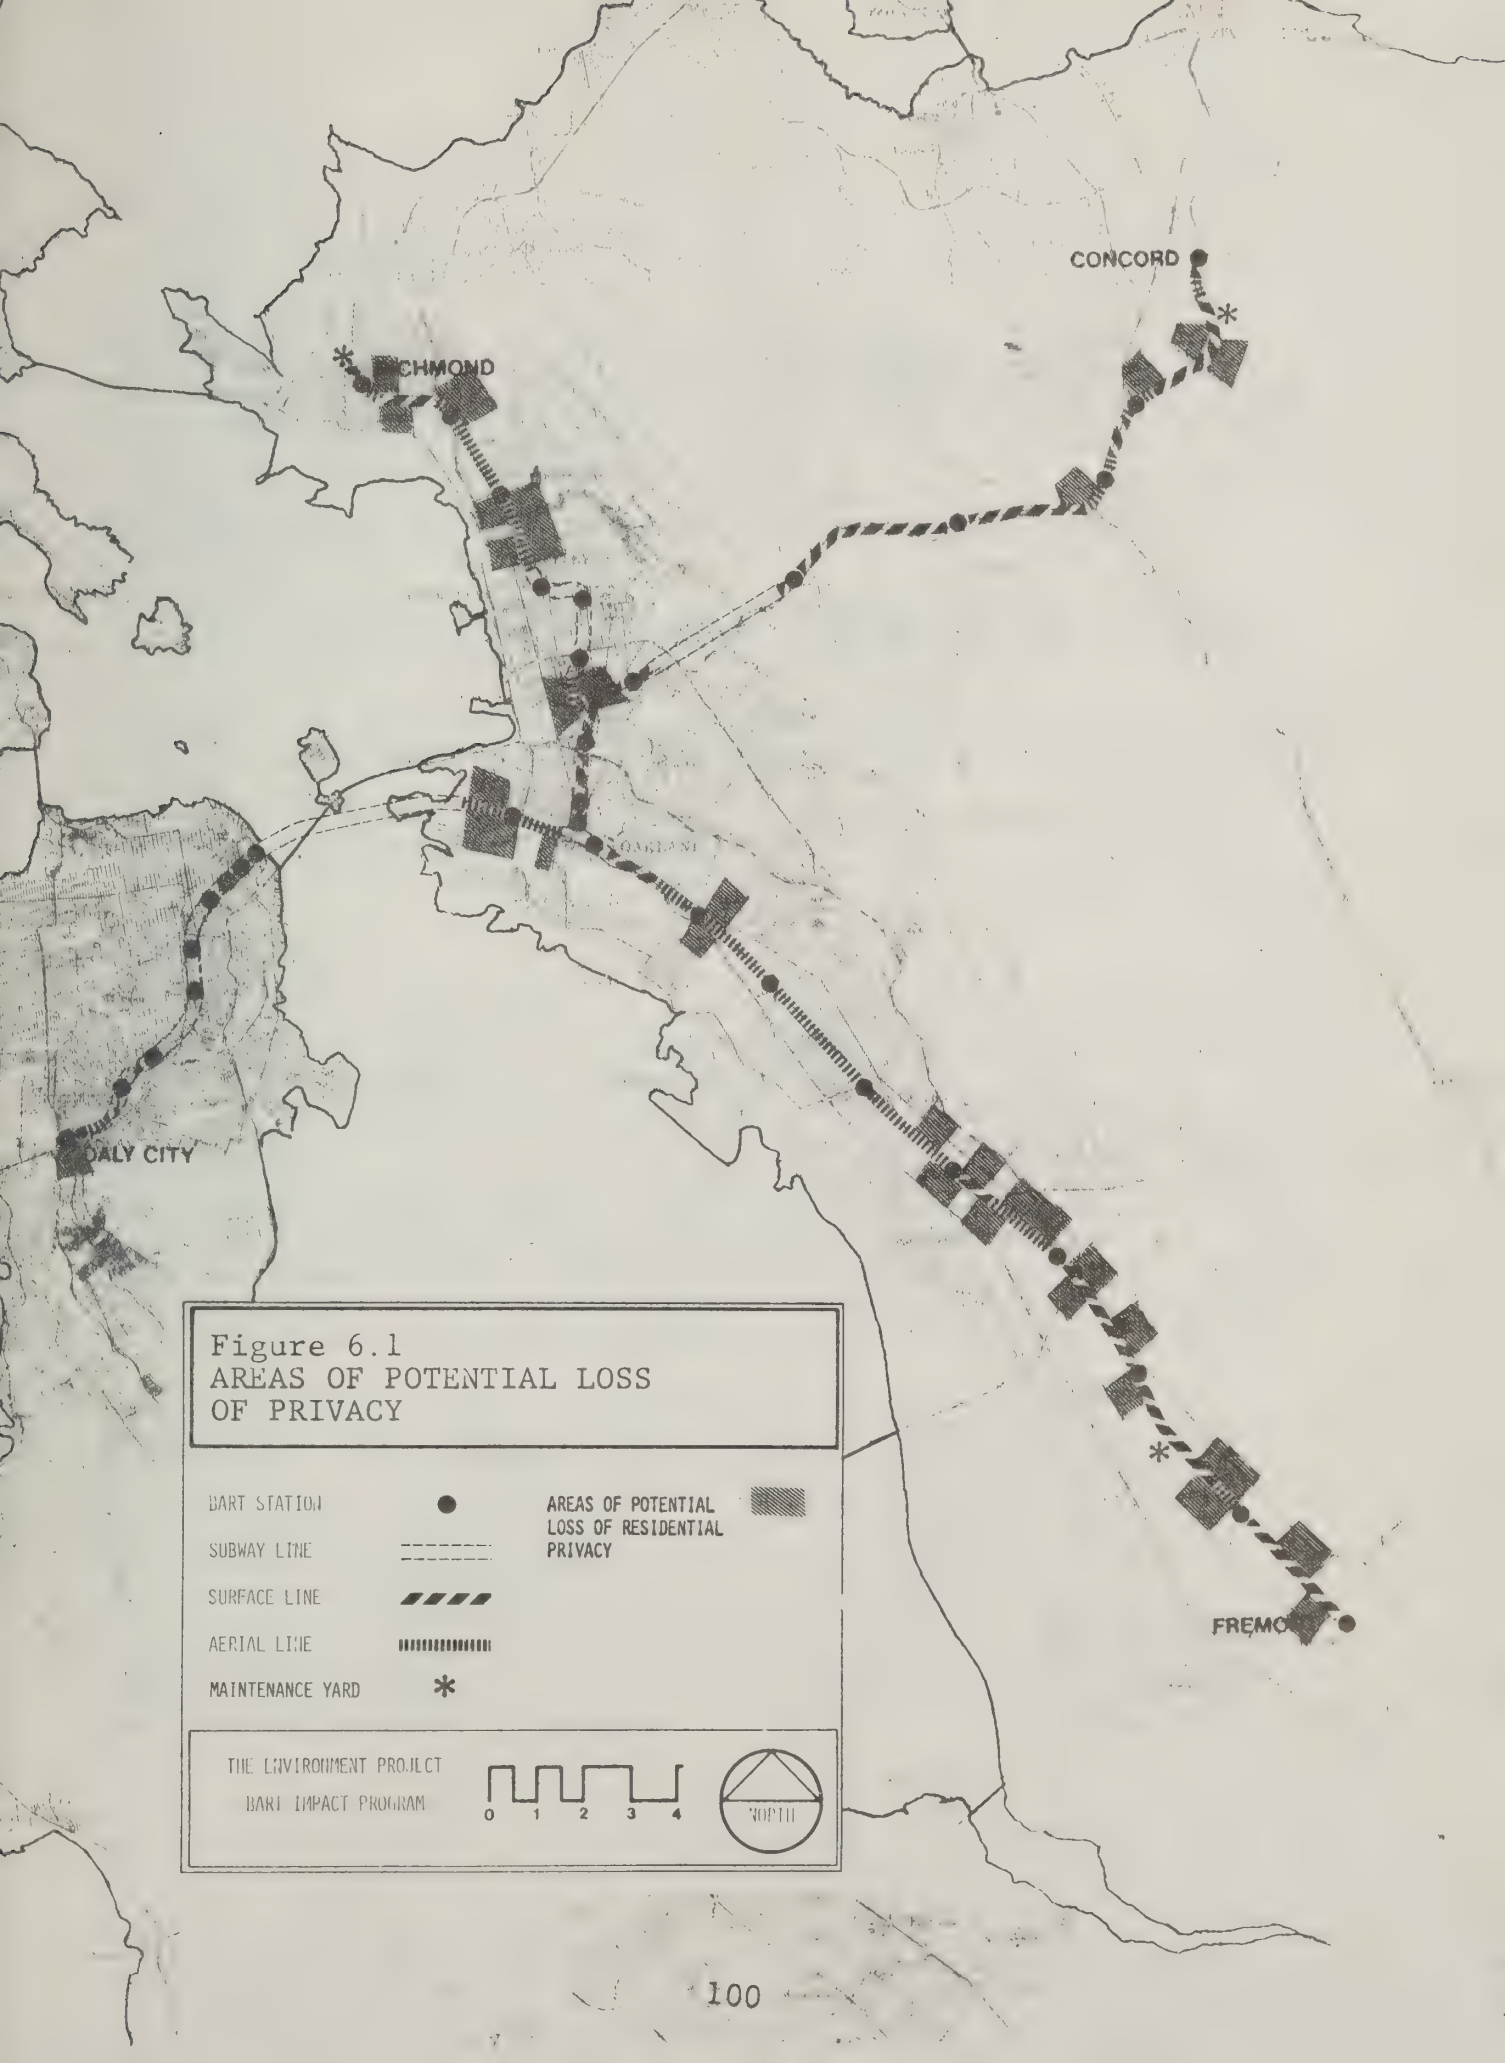 CONCORD
CHMOND
OAKLAND
DALY CITY
FREMO
Figure 6.1
AREAS OF POTENTIAL LOSS
OF PRIVACY
BART STATION
SUBWAY LINE
SURFACE LINE
AERIAL LINE
MAINTENANCE YARD
AREAS OF POTENTIAL
LOSS OF RESIDENTIAL
PRIVACY
THE ENVIRONMENT PROJECT
BART IMPACT PROGRAM
0 1 2 3 4
NORTH
100